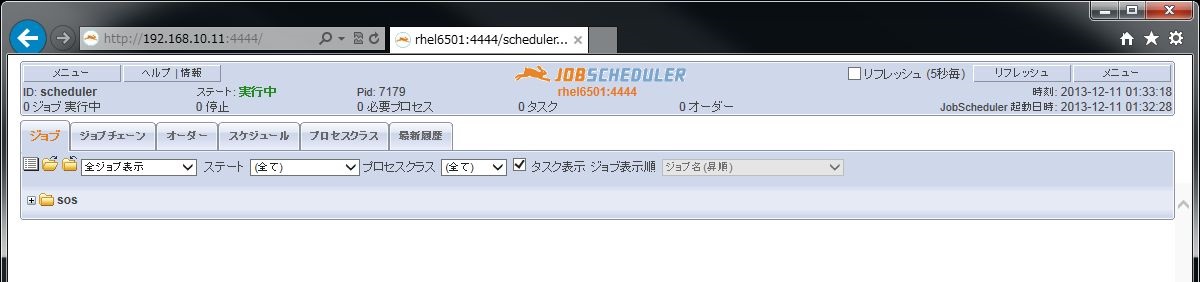 http://192.168.10.11:4444/
rhel6501:4444/scheduler...
メニュー ヘルプ | 情報 JOBSCHEDULER リフレッシュ (5秒毎) リフレッシュ メニュー
ID: scheduler ステート: 実行中 Pid: 7179 rhel6501:4444 時刻: 2013-12-11 01:33:18
0 ジョブ 実行中 0 停止 0 必要プロセス 0 タスク 0 オーダー JobScheduler 起動日時: 2013-12-11 01:32:28
ジョブ ジョブチェーン オーダー スケジュール プロセスクラス 最新履歴
全ジョブ表示 ステート (全て) プロセスクラス (全て) タスク表示 ジョブ表示順 ジョブ名(昇順)
sos